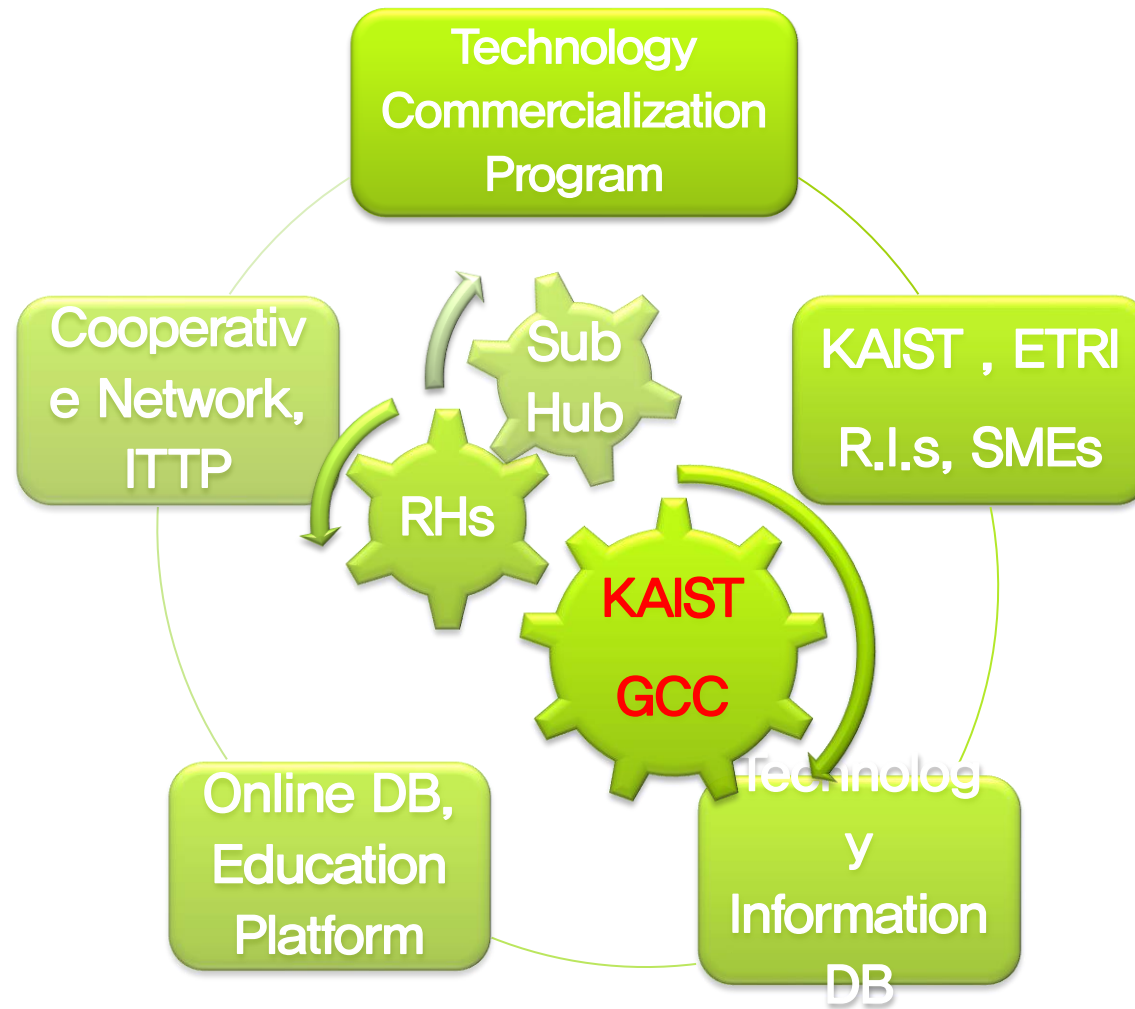 Technology
Commercialization
Program
Cooperativ
e Network,
ITTP
Sub
Hub
KAIST , ETRI
R.I.s, SMEs
RHs
KAIST
GCC
Online DB,
Education
Platform
Technolog
y
Information
DB